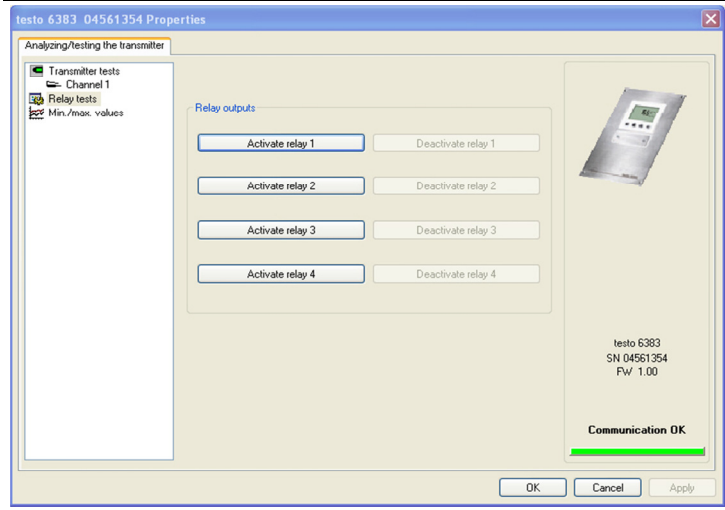 testo 6383 04561354 Properties
Analyzing/testing the transmitter
Transmitter tests
Channel 1
Relay tests
Min./max. values
Relay outputs
Activate relay 1
Deactivate relay 1
Activate relay 2
Deactivate relay 2
Activate relay 3
Deactivate relay 3
Activate relay 4
Deactivate relay 4
testo 6383
SN 04561354
FW 1.00
Communication OK
OK
Cancel
Apply